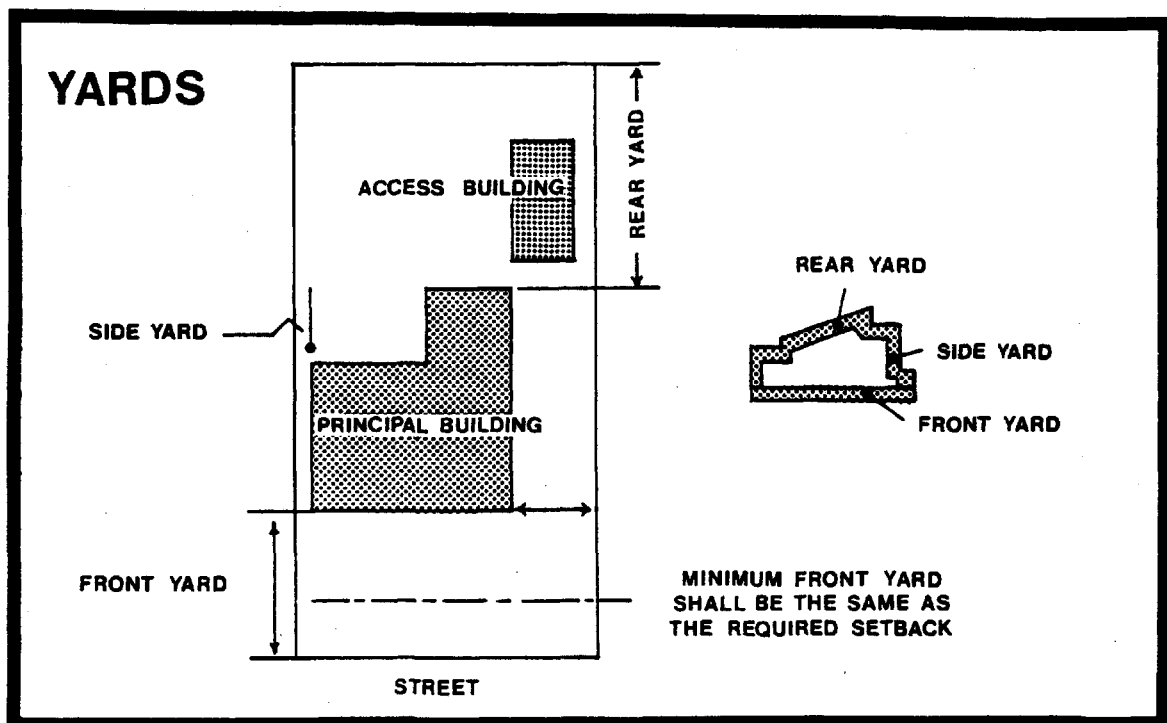 YARDS
REAR YARD
ACCESS BUILDING
REAR YARD
SIDE YARD
SIDE YARD
PRINCIPAL BUILDING
FRONT YARD
FRONT YARD
MINIMUM FRONT YARD
SHALL BE THE SAME AS
THE REQUIRED SETBACK
STREET